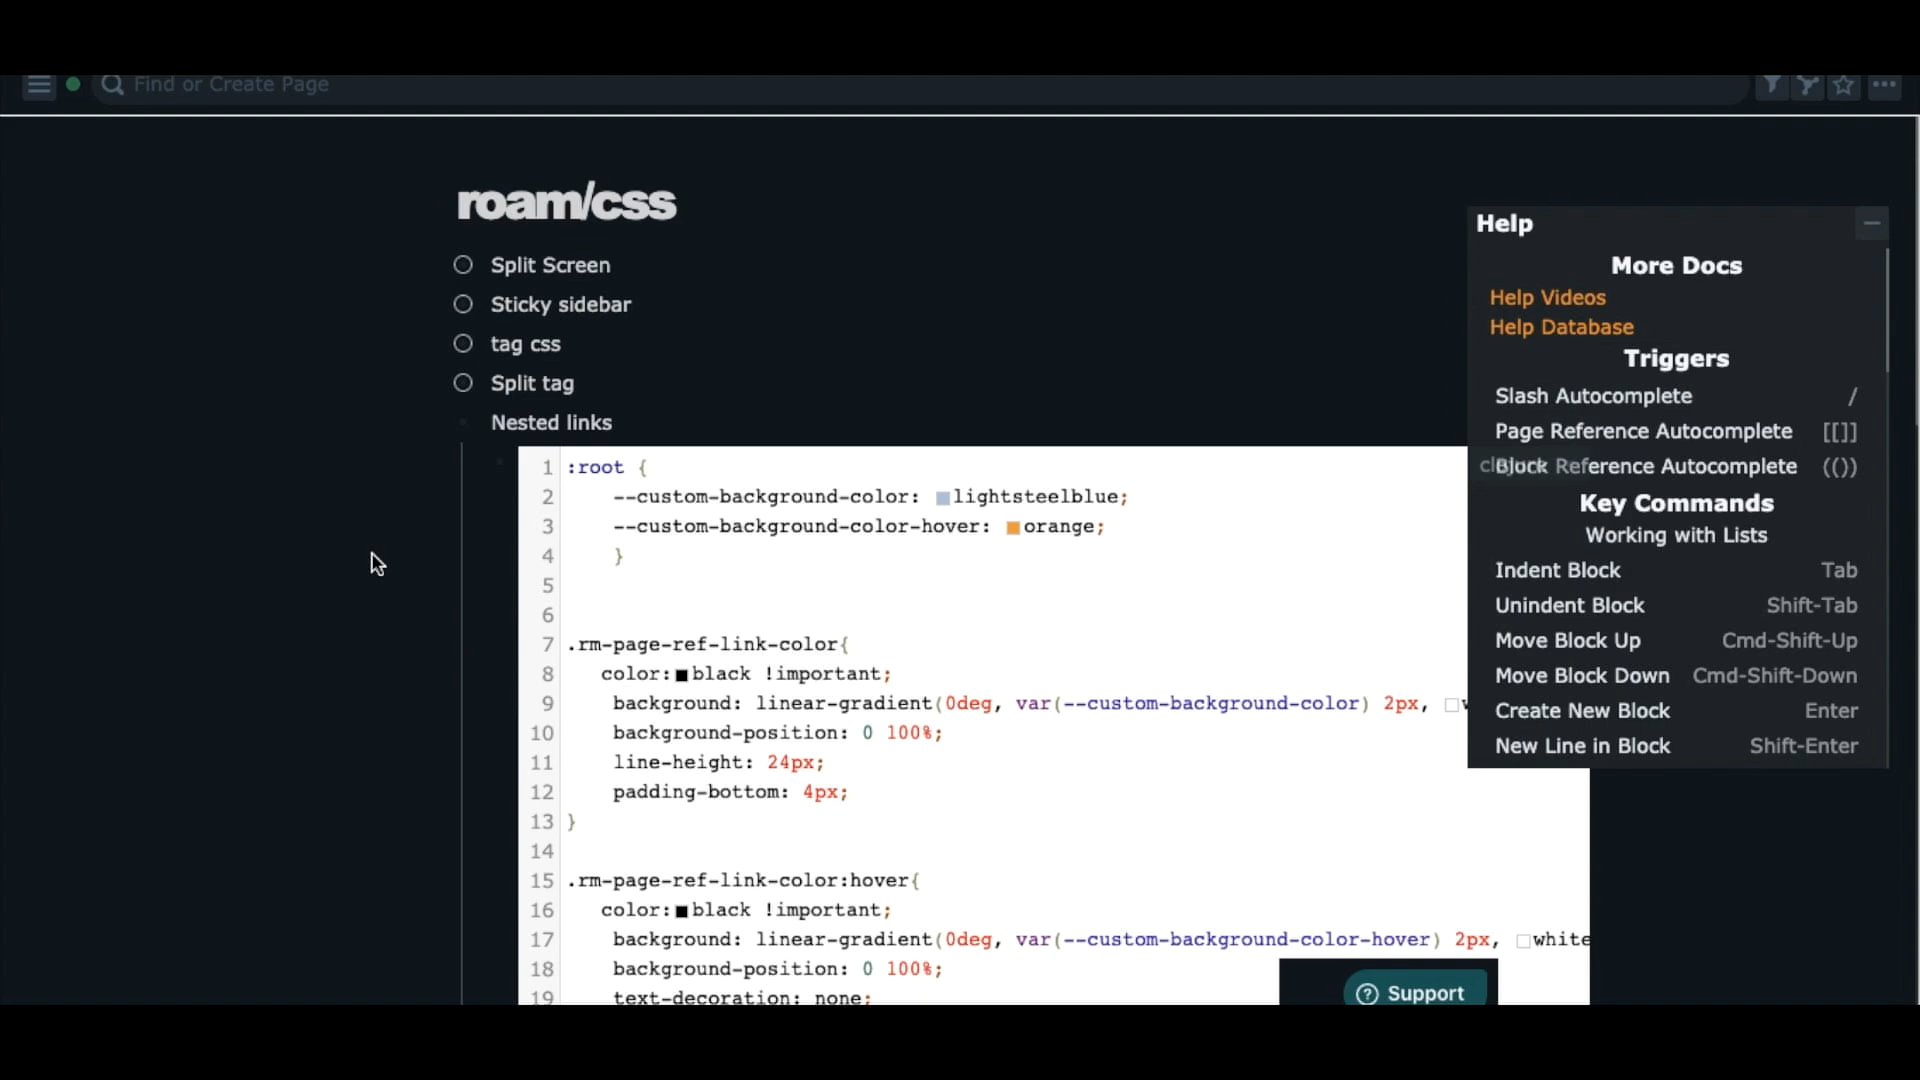 Find or Create Page
roam/css
Split Screen
Sticky sidebar
tag css
Split tag
Nested links
1 :root {
2 --custom-background-color: lightsteelblue;
3 --custom-background-color-hover: orange;
4 }
5
6
7 .rm-page-ref-link-color{
8 color:black !important;
9 background: linear-gradient(0deg, var(--custom-background-color) 2px,
10 background-position: 0 100%;
11 line-height: 24px;
12 padding-bottom: 4px;
13 }
14
15 .rm-page-ref-link-color:hover{
16 color:black !important;
17 background: linear-gradient(0deg, var(--custom-background-color-hover) 2px, white
18 background-position: 0 100%;
19 text-decoration: none;
Help
More Docs
Help Videos
Help Database
Triggers
Slash Autocomplete /
Page Reference Autocomplete [[]]
Block Reference Autocomplete (())
Key Commands
Working with Lists
Indent Block Tab
Unindent Block Shift-Tab
Move Block Up Cmd-Shift-Up
Move Block Down Cmd-Shift-Down
Create New Block Enter
New Line in Block Shift-Enter
Support